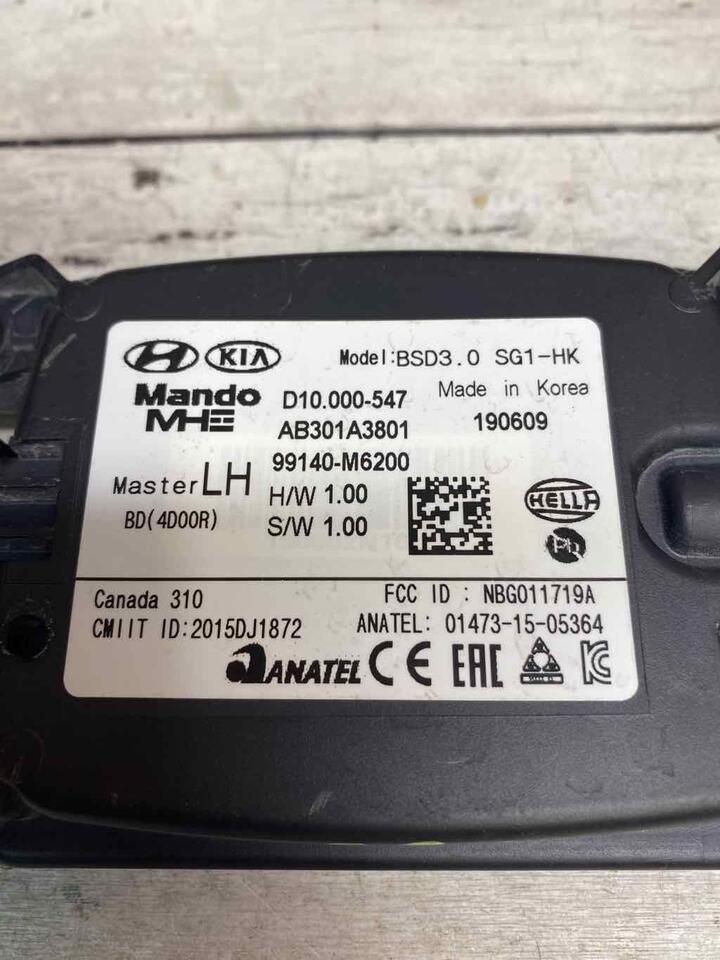 KIA
Model:BSD3.0 SG1-HK
Mando
MHE
D10.000-547
Made in Korea
AB301A3801
190609
99140-M6200
Master LH
H/W 1.00
HELLA
BD(4D00R)
S/W 1.00
Pb
Canada 310
FCC ID : NBG011719A
CMIIT ID:2015DJ1872
ANATEL: 01473-15-05364
ANATEL CE EAC